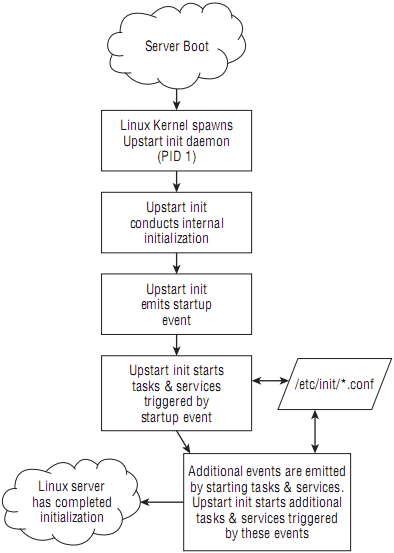 Server Boot
Linux Kernel spawns
Upstart init daemon
(PID 1)
Upstart init
conducts internal
initialization
Upstart init
emits startup
event
Upstart init starts
tasks & services
triggered by
startup event
/etc/init/*.conf
Additional events are emitted
by starting tasks & services.
Upstart init starts additional
tasks & services triggered
by these events
Linux server
has completed
initialization